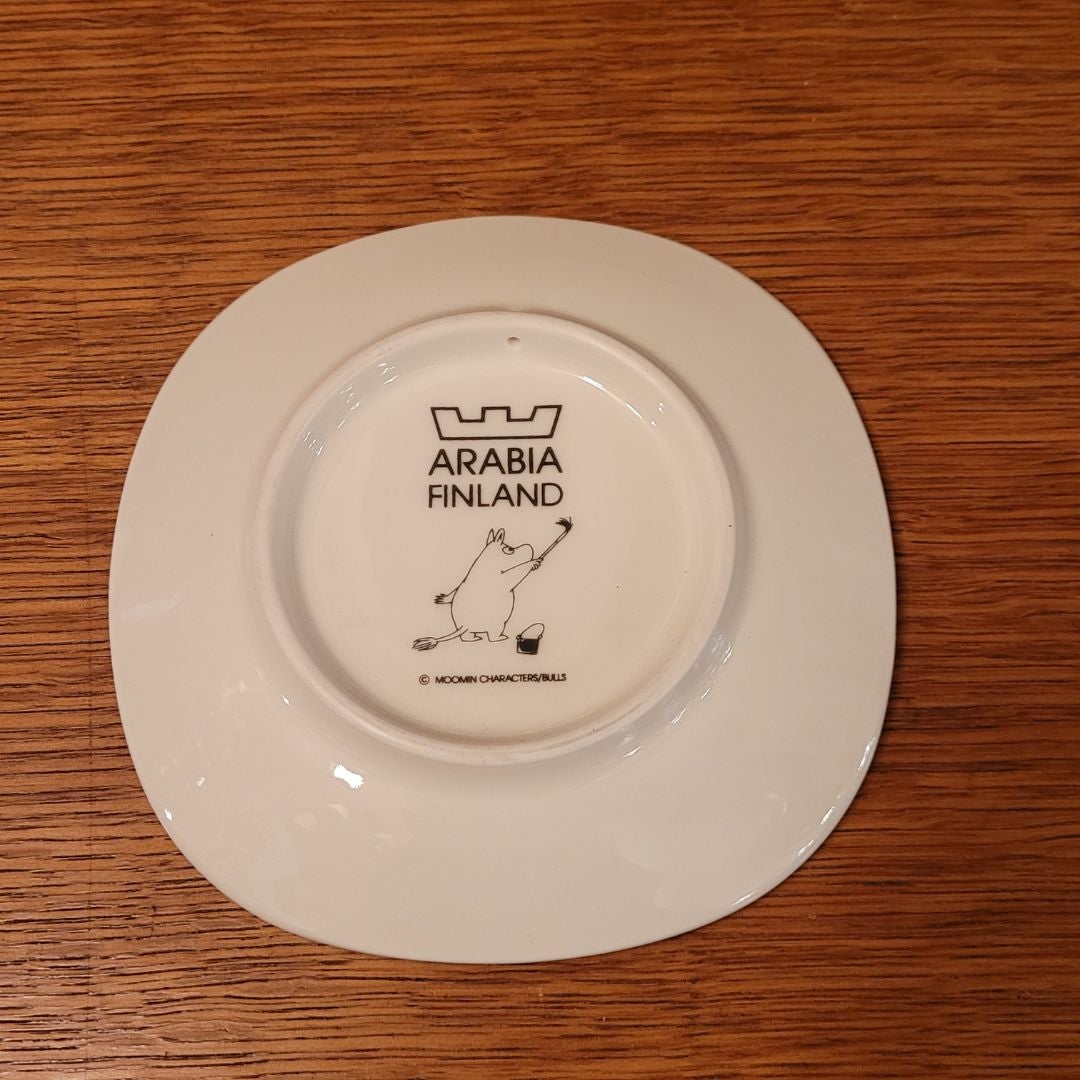 ARABIA
FINLAND
© MOOMIN CHARACTERS/BULLS